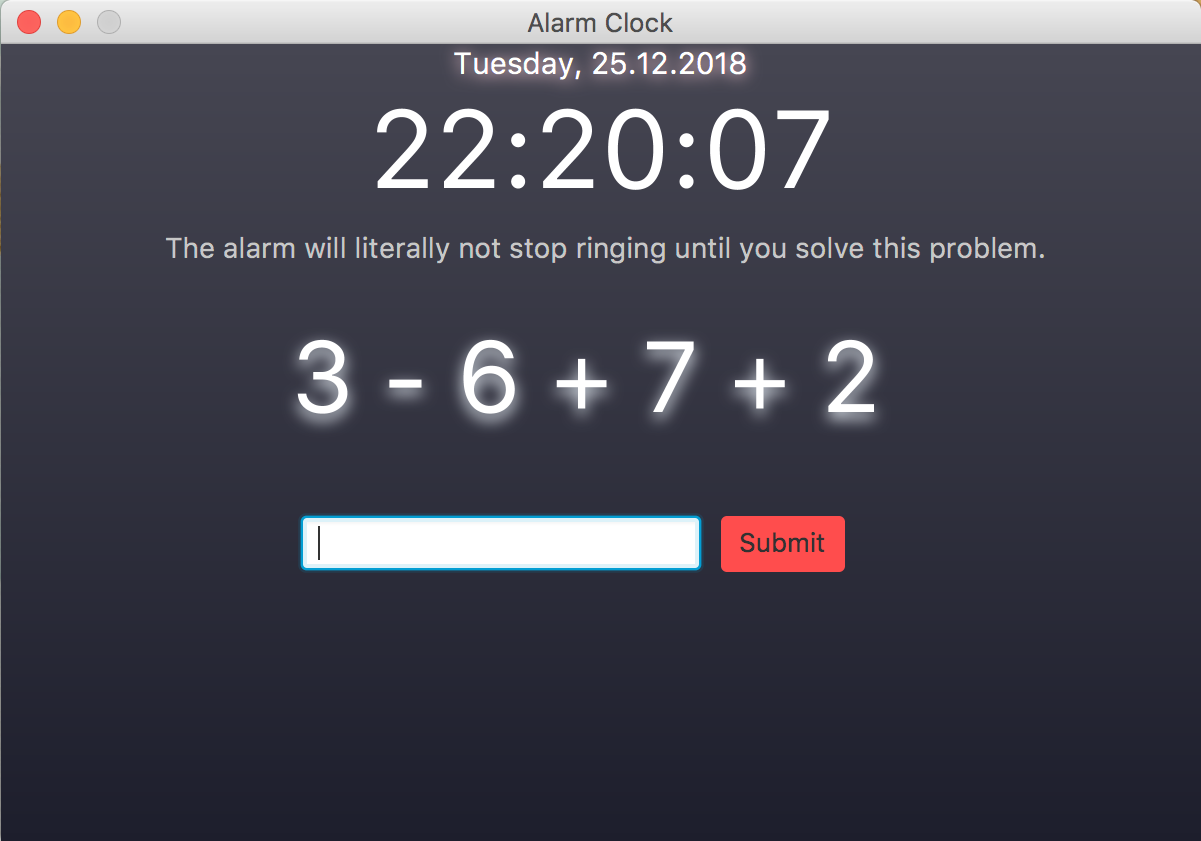 Alarm Clock
Tuesday, 25.12.2018
22:20:07
The alarm will literally not stop ringing until you solve this problem.
3 - 6 + 7 + 2
Submit